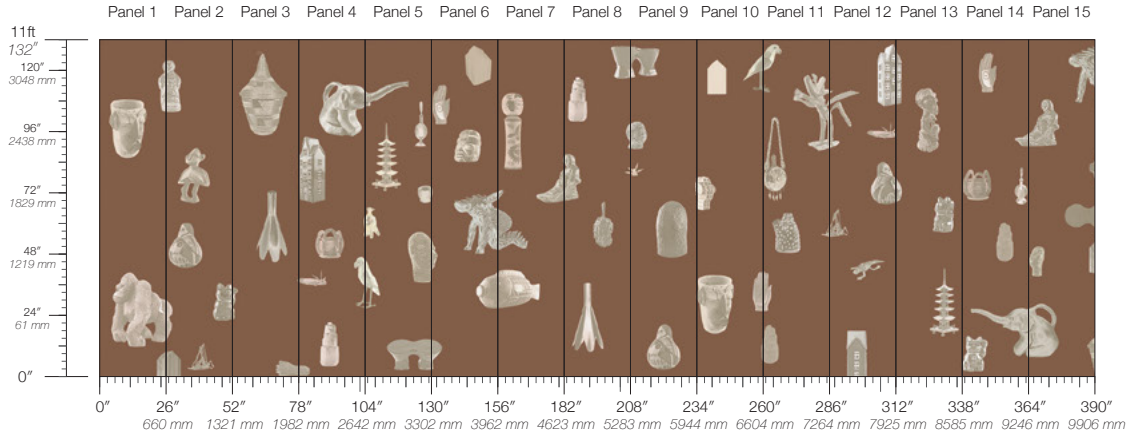 Panel 1 Panel 2 Panel 3 Panel 4 Panel 5 Panel 6 Panel 7 Panel 8 Panel 9 Panel 10 Panel 11 Panel 12 Panel 13 Panel 14 Panel 15
11ft
132″
120″
3048 mm
96″
2438 mm
72″
1829 mm
48″
1219 mm
24″
61 mm
0″
0″ 26″ 52″ 78″ 104″ 130″ 156″ 182″ 208″ 234″ 260″ 286″ 312″ 338″ 364″ 390″
660 mm 1321 mm 1982 mm 2642 mm 3302 mm 3962 mm 4623 mm 5283 mm 5944 mm 6604 mm 7264 mm 7925 mm 8585 mm 9246 mm 9906 mm